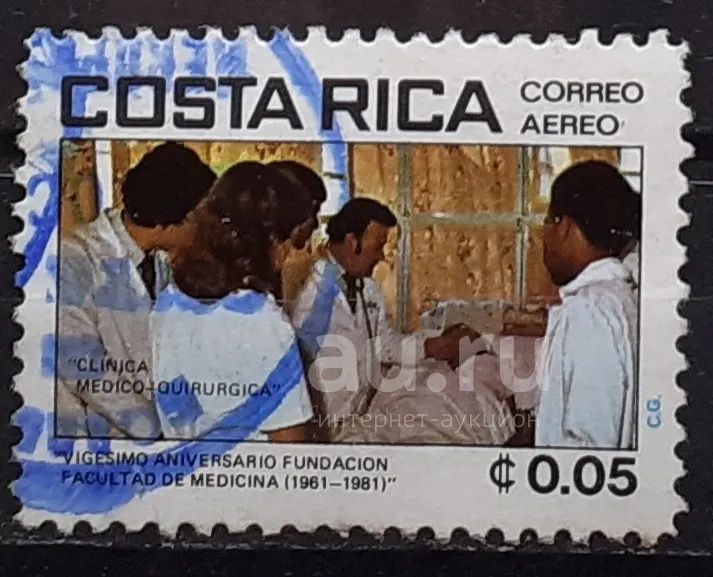 COSTA RICA
CORREO
AEREO
"CLINICA
MEDICO-QUIRURGICA"
au.ru
интернет-аукцион
C.G.
"VIGESIMO ANIVERSARIO FUNDACION
FACULTAD DE MEDICINA (1961-1981)"
₡ 0.05